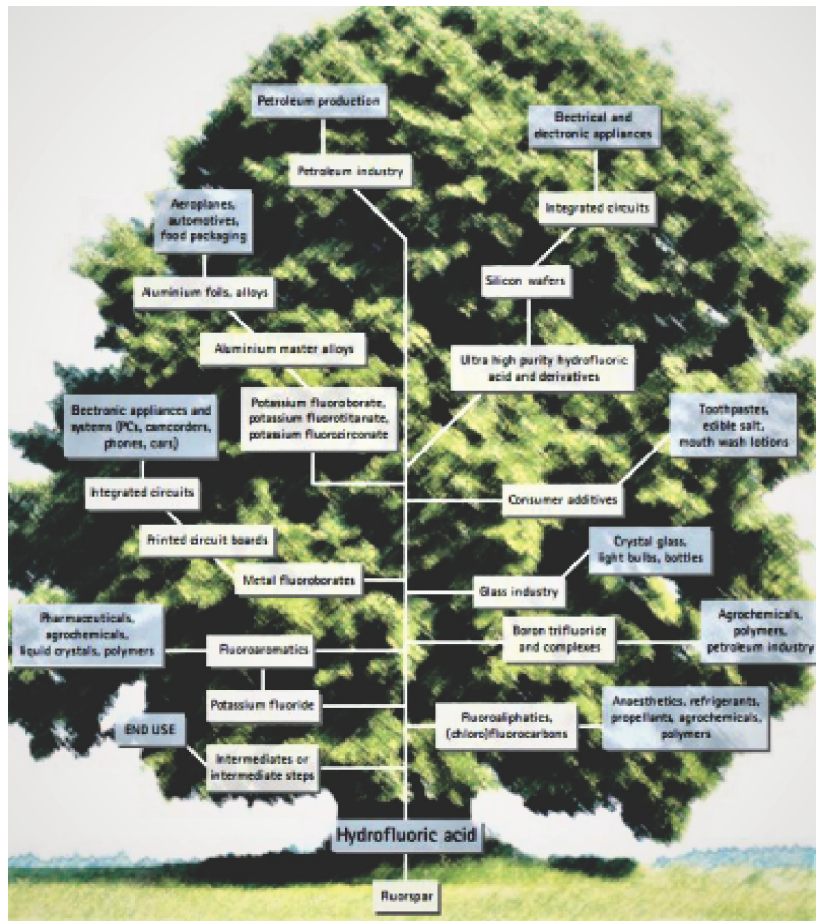 Petroleum production
Electrical and
electronic appliances
Petroleum industry
Aeroplanes,
automotives,
food packaging
Integrated circuits
Silicon wafers
Aluminium foils, alloys
Aluminium master alloys
Ultra high purity hydrofluoric
acid and derivatives
Potassium fluoroborate,
potassium fluorotitanate,
potassium fluorozirconate
Electronic appliances and
systems (PCs, camcorders,
phones, cars)
Toothpastes,
edible salt,
mouth wash lotions
Integrated circuits
Consumer additives
Printed circuit boards
Crystal glass,
light bulbs, bottles
Metal fluoroborates
Glass industry
Pharmaceuticals,
agrochemicals,
liquid crystals, polymers
Fluoroaromatics
Boron trifluoride
and complexes
Agrochemicals,
polymers,
petroleum industry
Potassium fluoride
Fluoroaliphatics,
(chloro)fluorocarbons
Anaesthetics, refrigerants,
propellants, agrochemicals,
polymers
END USE
Intermediates or
intermediate steps
Hydrofluoric acid
Fluorspar